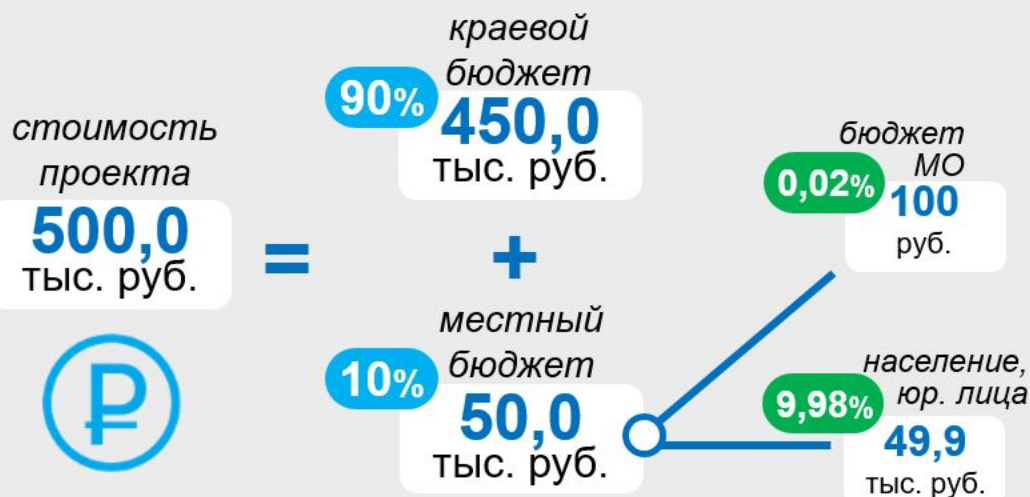 стоимость
проекта
500,0
тыс. руб.
=
краевой
бюджет
90%
450,0
тыс. руб.
+
местный
бюджет
10%
50,0
тыс. руб.
бюджет
МО
0,02%
100
руб.
население,
юр. лица
9,98%
49,9
тыс. руб.